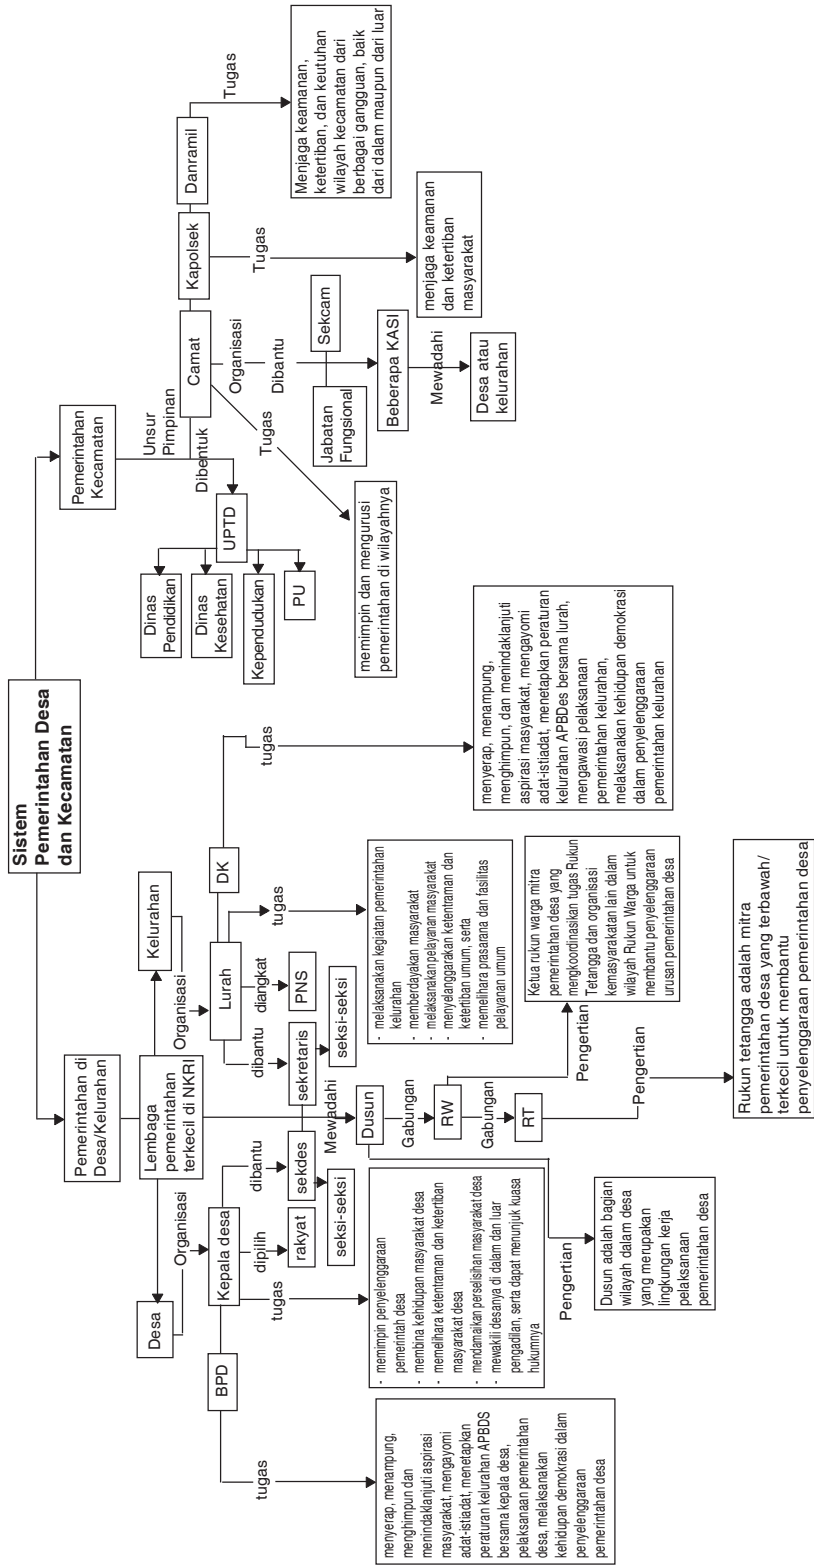 Sistem
Pemerintahan Desa
dan Kecamatan
Pemerintahan di
Desa/Kelurahan
Lembaga
pemerintahan
terkecil di NKRI
Desa
Organisasi
BPD
tugas
menyerap, menampung,
menghimpun dan
menindaklanjuti aspirasi
masyarakat, mengayomi
adat-istiadat, menetapkan
peraturan kelurahan APBDS
bersama kepala desa,
pelaksanaan pemerintahan
desa, melaksanakan
kehidupan demokrasi dalam
penyelenggaraan
pemerintahan desa
Kepala desa
tugas
- memimpin penyelenggaraan
pemerintah desa
- membina kehidupan masyarakat desa
- memelihara ketentraman dan ketertiban
masyarakat desa
- mendamaikan perselisihan masyarakat desa
- mewakili desanya di dalam dan luar
pengadilan, serta dapat menunjuk kuasa
hukumnya
dipilih
rakyat
dibantu
sekdes
seksi-seksi
Kelurahan
Organisasi
Lurah
dibantu
sekretaris
seksi-seksi
diangkat
PNS
tugas
- melaksanakan kegiatan pemerintahan
kelurahan
- memberdayakan masyarakat
- melaksanakan pelayanan masyarakat
- menyelanggarakan ketentraman dan
ketertiban umum, serta
- memelihara prasarana dan fasilitas
pelayanan umum
DK
tugas
menyerap, menampung,
menghimpun, dan menindaklanjuti
aspirasi masyarakat, mengayomi
adat-istiadat, menetapkan peraturan
kelurahan APBDes bersama lurah,
mengawasi pelaksanaan
pemerintahan kelurahan,
melaksanakan kehidupan demokrasi
dalam penyelenggaraan
pemerintahan kelurahan
Mewadahi
Dusun
Pengertian
Dusun adalah bagian
wilayah dalam desa
yang merupakan
lingkungan kerja
pelaksanaan
pemerintahan desa
Gabungan
RW
Pengertian
Ketua rukun warga mitra
pemerintahan desa yang
mengkoordinasikan tugas Rukun
Tetangga dan organisasi
kemasyarakatan lain dalam
wilayah Rukun Warga untuk
membantu penyelenggaraan
urusan pemerintahan desa
Gabungan
RT
Pengertian
Rukun tetangga adalah mitra
pemerintahan desa yang terbawah/
terkecil untuk membantu
penyelenggaraan pemerintahan desa
Pemerintahan
Kecamatan
Unsur
Pimpinan
Dibentuk
UPTD
Dinas
Pendidikan
Dinas
Kesehatan
Kependudukan
PU
Camat
Tugas
memimpin dan mengurusi
pemerintahan di wilayahnya
Organisasi
Dibantu
Jabatan
Fungsional
Sekcam
Beberapa KASI
Mewadahi
Desa atau
kelurahan
Kapolsek
Tugas
menjaga keamanan
dan ketertiban
masyarakat
Danramil
Tugas
Menjaga keamanan,
ketertiban, dan keutuhan
wilayah kecamatan dari
berbagai gangguan, baik
dari dalam maupun dari luar